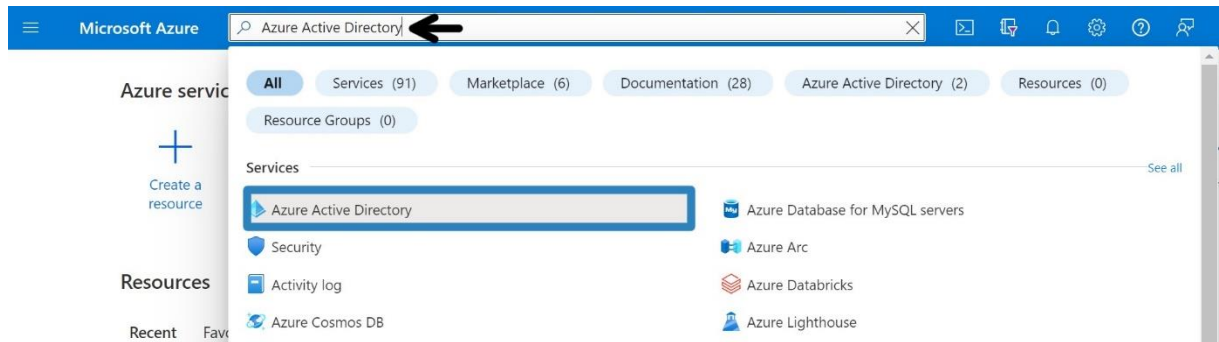 Microsoft Azure
Azure Active Directory
Azure servic
All
Services (91)
Marketplace (6)
Documentation (28)
Azure Active Directory (2)
Resources (0)
Resource Groups (0)
Create a
resource
Services
See all
Azure Active Directory
Azure Database for MySQL servers
Security
Azure Arc
Resources
Activity log
Azure Databricks
Recent
Favo
Azure Cosmos DB
Azure Lighthouse